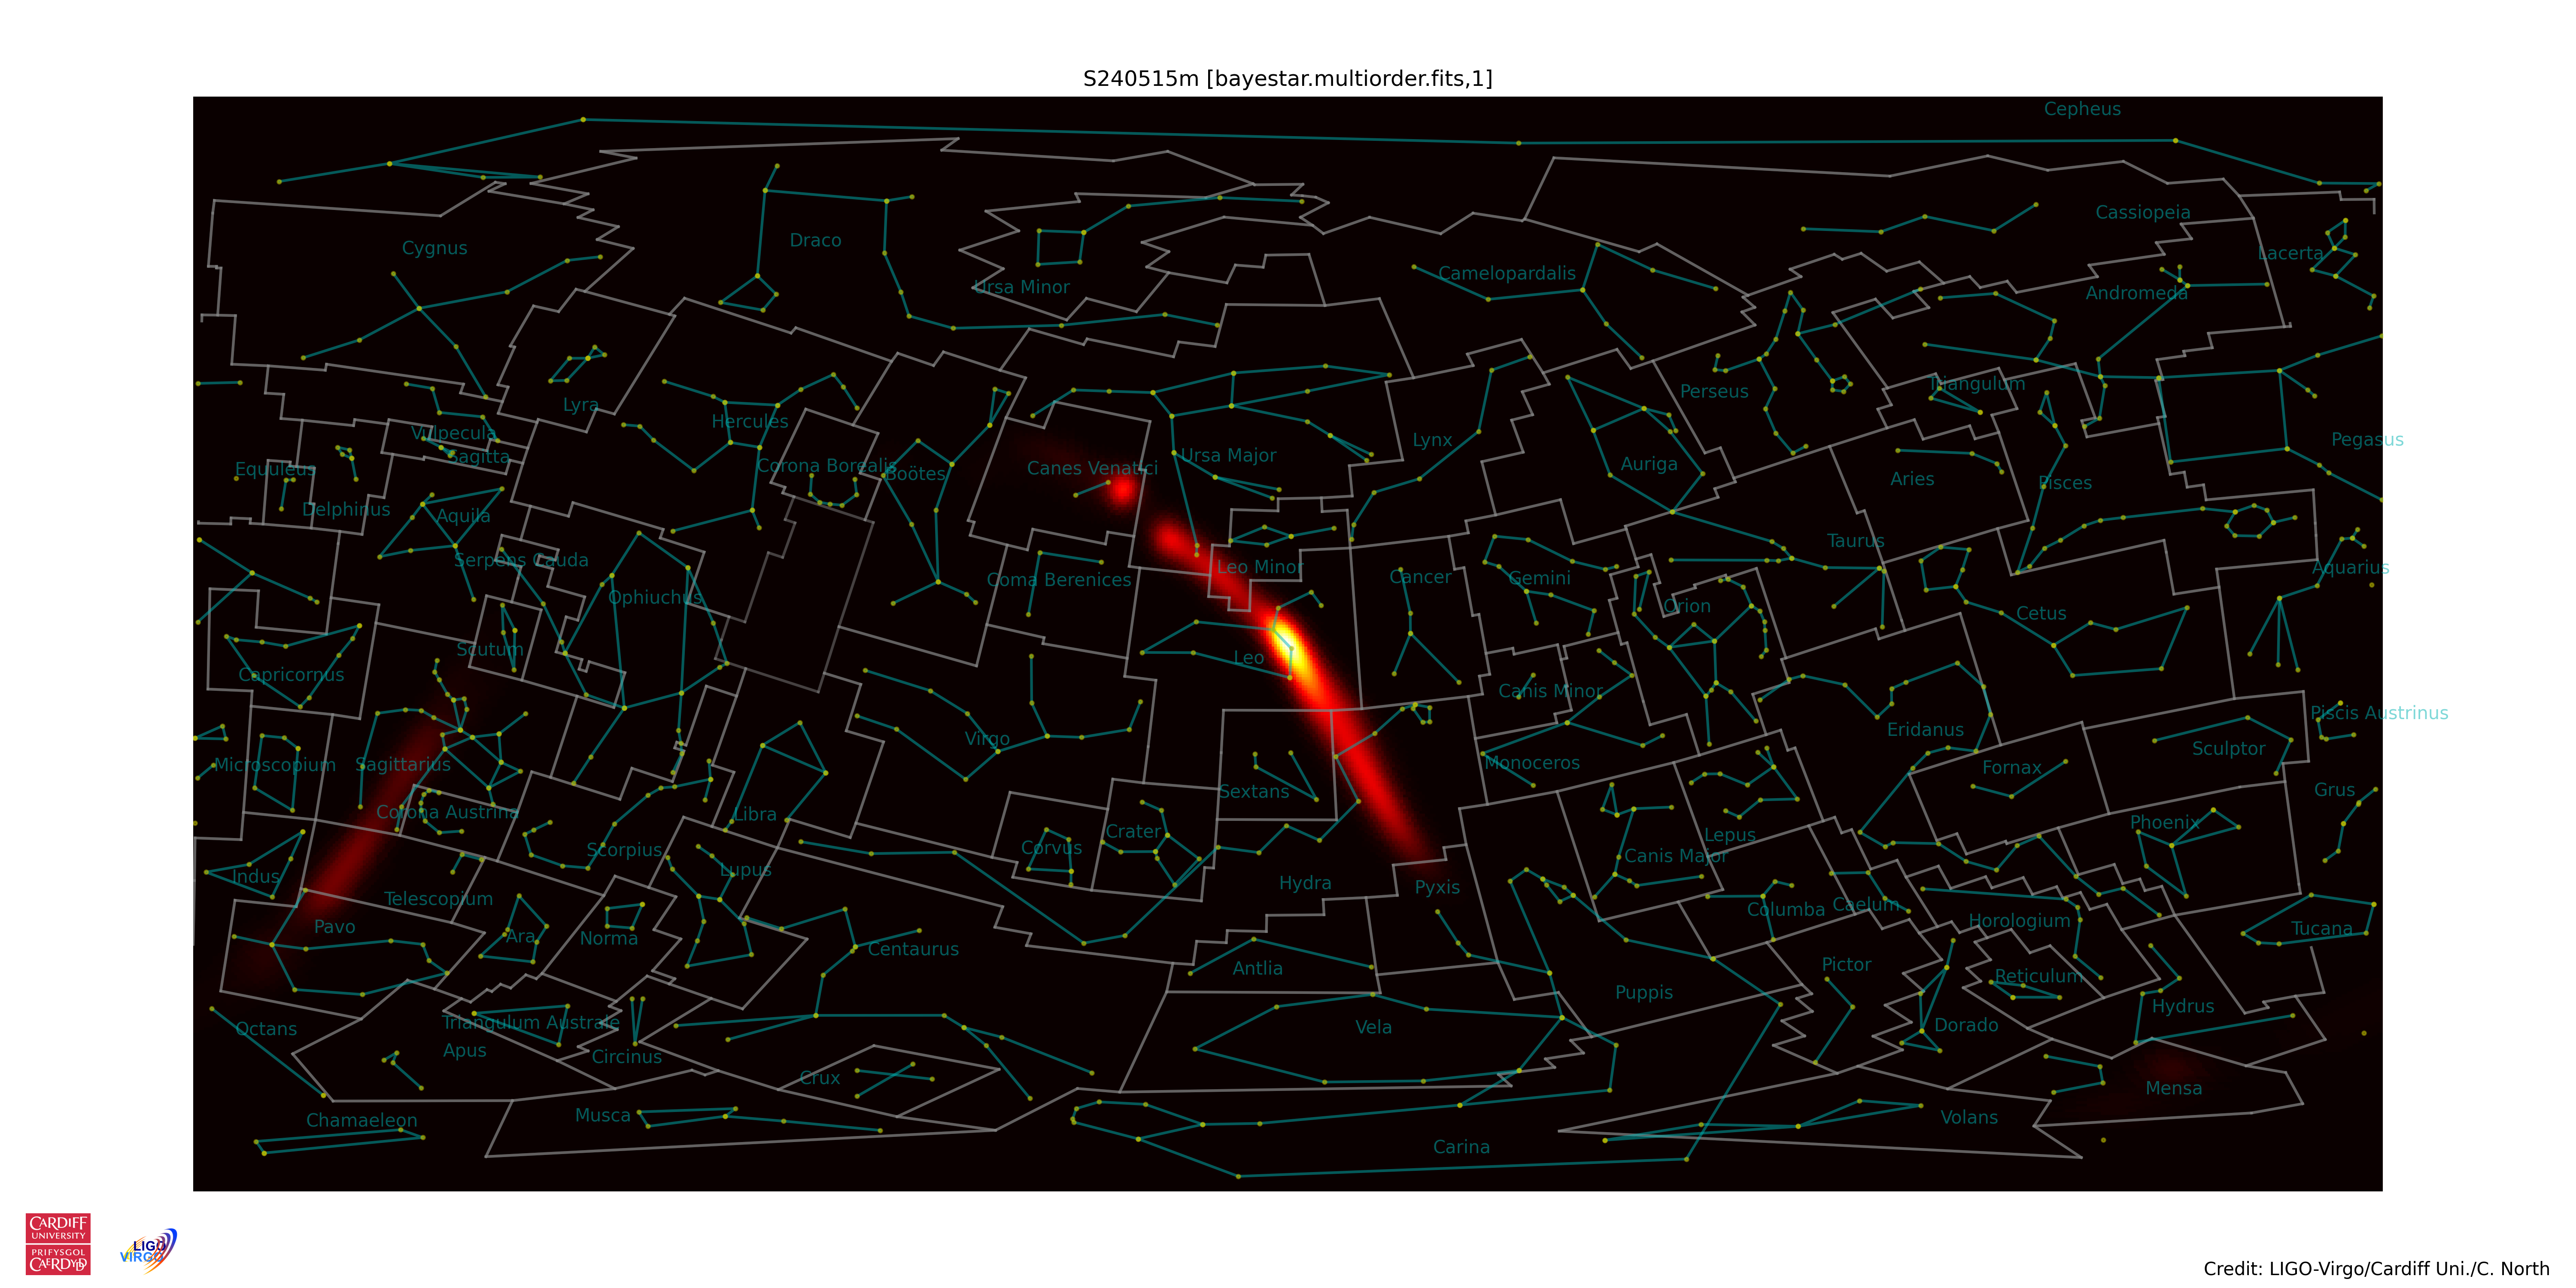 S240515m [bayestar.multiorder.fits,1]
Cepheus
Cassiopeia
Cygnus
Draco
Lacerta
Camelopardalis
Ursa Minor
Andromeda
Triangulum
Perseus
Lyra
Hercules
Vulpecula
Lynx
Pegasus
Sagitta
Ursa Major
Equuleus
Corona Borealis
Canes Venatici
Auriga
Boötes
Aries
Pisces
Delphinus
Aquila
Taurus
Serpens Cauda
Leo Minor
Aquarius
Coma Berenices
Cancer
Gemini
Ophiuchus
Orion
Cetus
Scutum
Leo
Capricornus
Canis Minor
Piscis Austrinus
Eridanus
Virgo
Sculptor
Microscopium
Sagittarius
Monoceros
Fornax
Sextans
Grus
Corona Austrina
Libra
Phoenix
Crater
Lepus
Corvus
Scorpius
Canis Major
Lupus
Indus
Hydra
Pyxis
Telescopium
Caelum
Columba
Horologium
Pavo
Tucana
Ara
Norma
Centaurus
Pictor
Antlia
Reticulum
Puppis
Hydrus
Triangulum Australe
Octans
Vela
Dorado
Apus
Circinus
Crux
Mensa
Musca
Volans
Chamaeleon
Carina
CARDIFF
UNIVERSITY
PRIFYSGOL
CAERDYDD
LIGO
VIRGO
Credit: LIGO-Virgo/Cardiff Uni./C. North